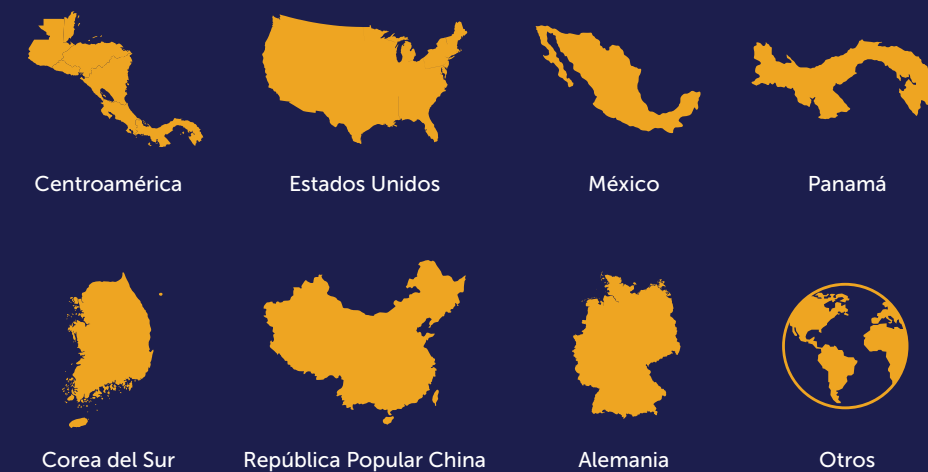 Centroamérica
Estados Unidos
México
Panamá
Corea del Sur
República Popular China
Alemania
Otros